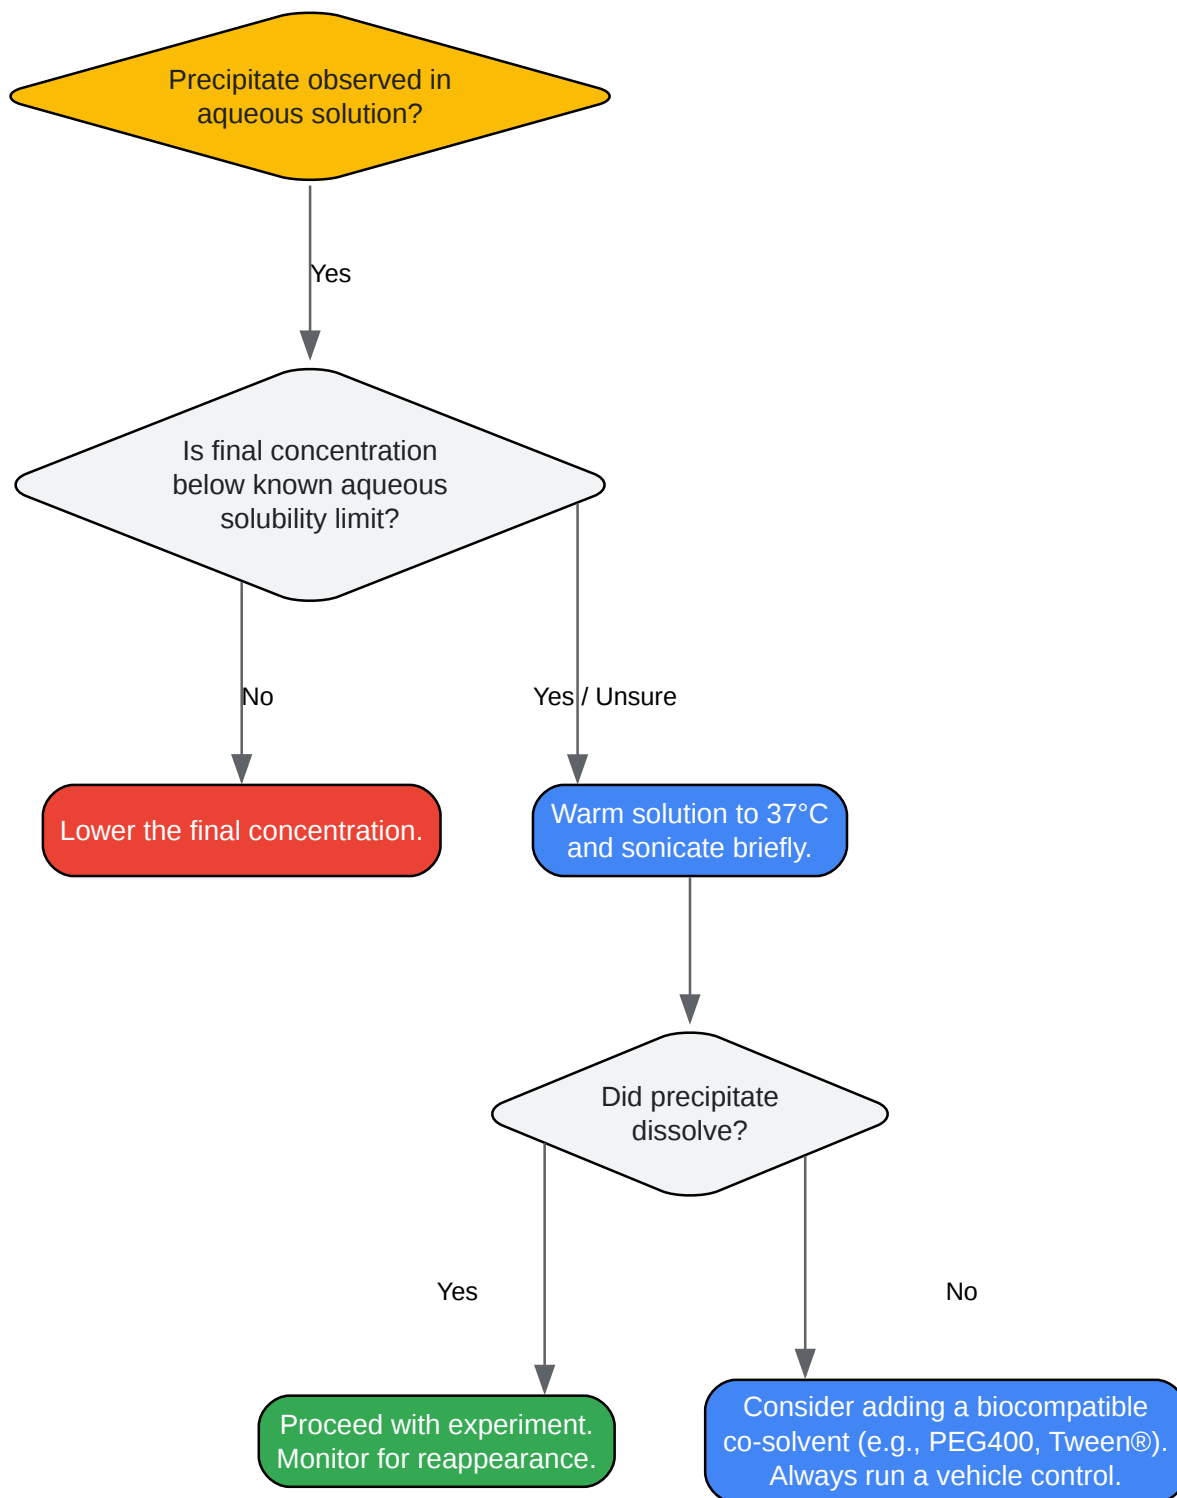 Precipitate observed in
aqueous solution?
Yes
Is final concentration
below known aqueous
solubility limit?
No
Yes / Unsure
Lower the final concentration.
Warm solution to 37°C
and sonicate briefly.
Did precipitate
dissolve?
Yes
No
Proceed with experiment.
Monitor for reappearance.
Consider adding a biocompatible
co-solvent (e.g., PEG400, Tween®).
Always run a vehicle control.